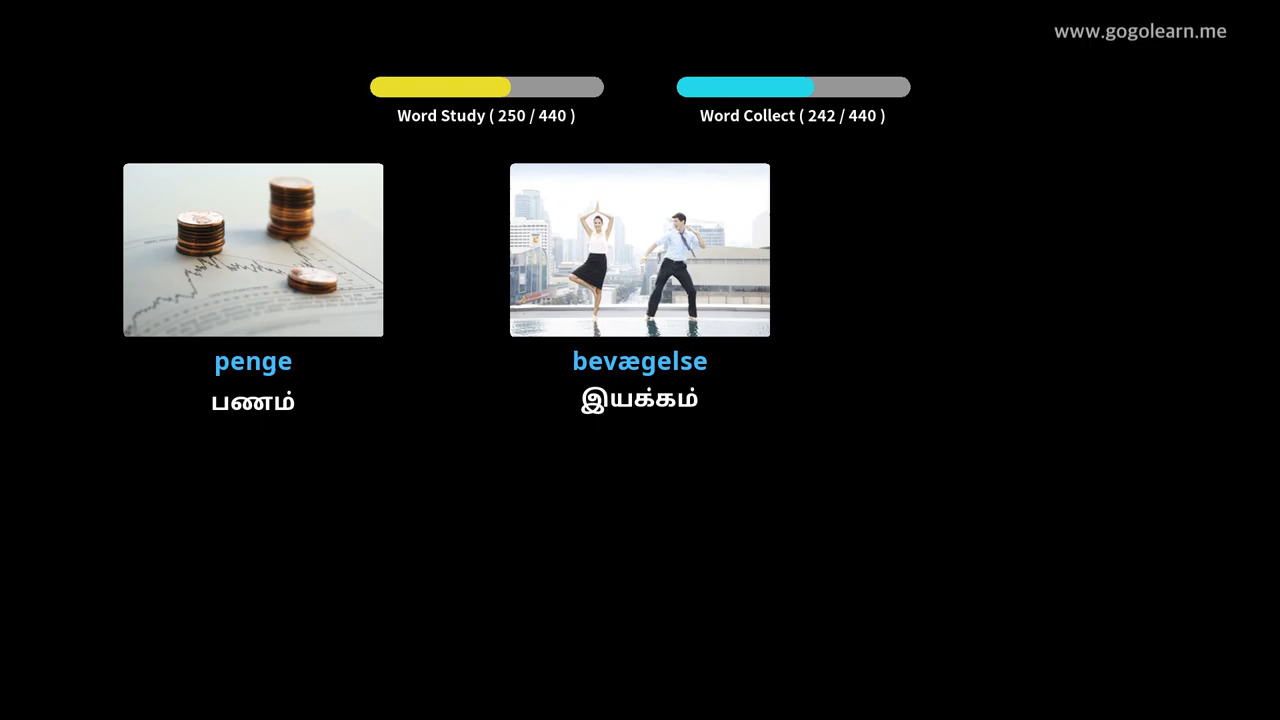 www.gogolearn.me
Word Study ( 250 / 440 )
Word Collect ( 242 / 440 )
penge
பணம்
bevægelse
இயக்கம்